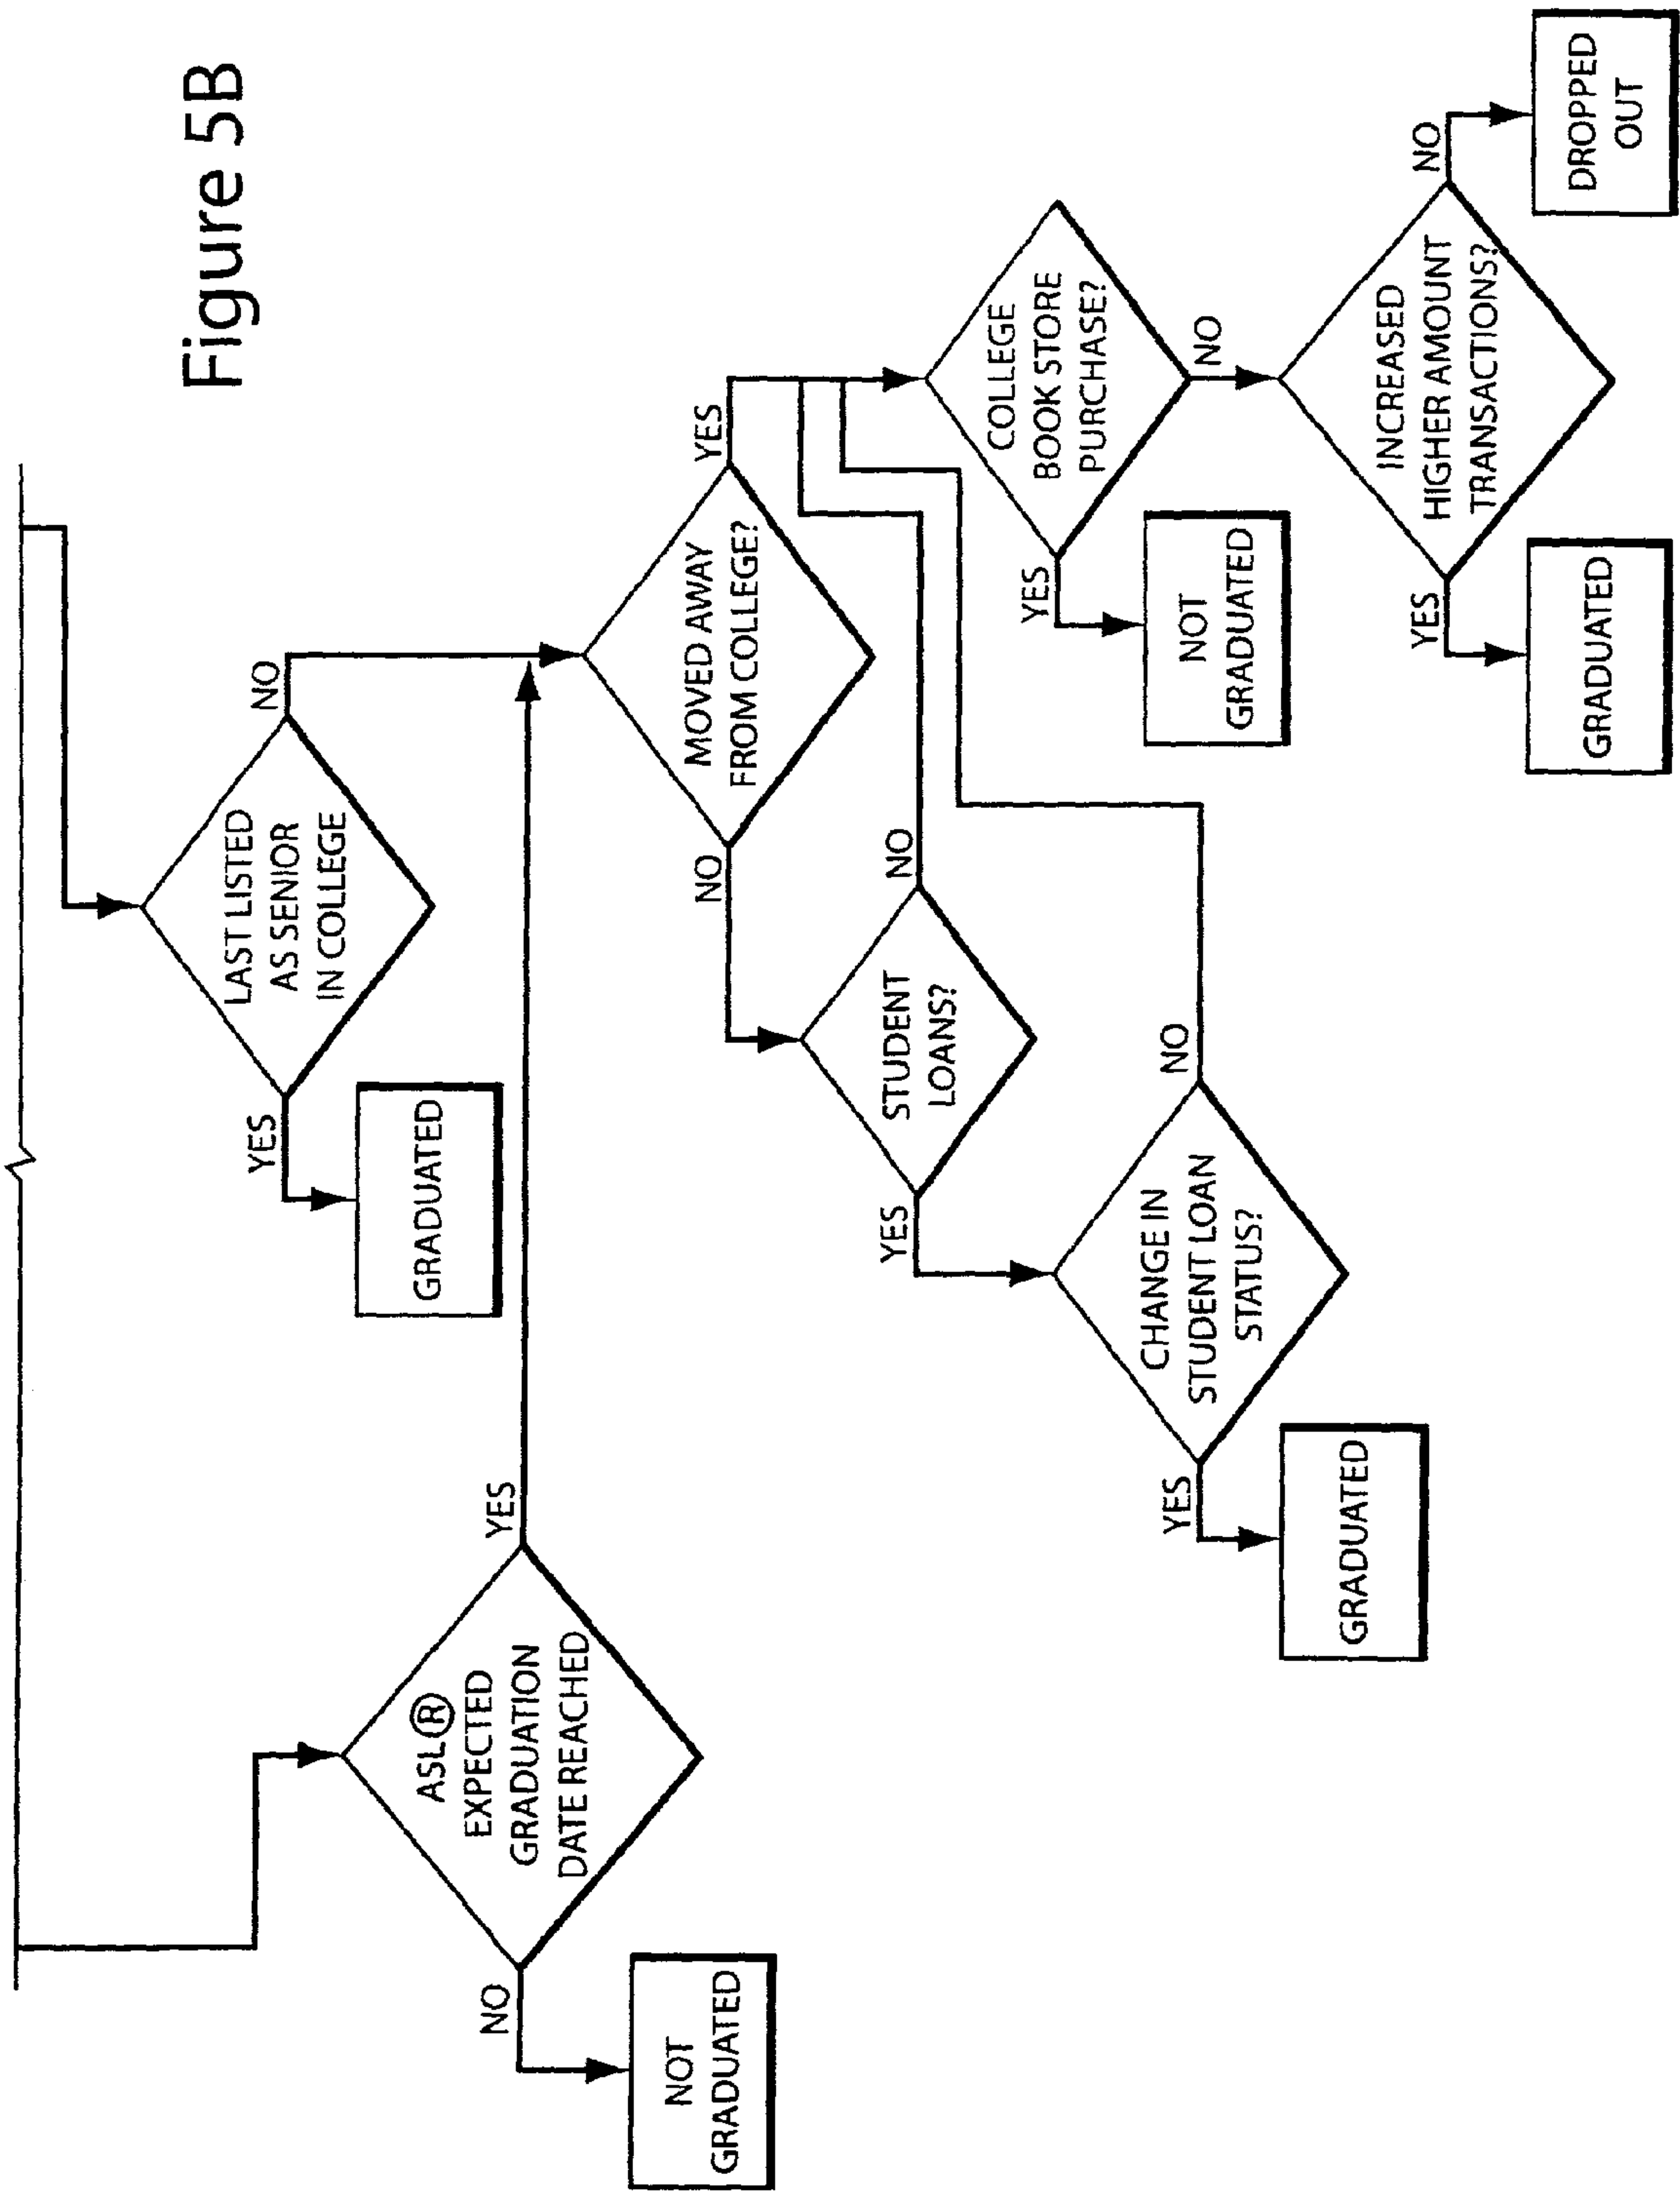 Figure 5B
LAST LISTED
AS SENIOR
IN COLLEGE
YES
NO
GRADUATED
ASL®
EXPECTED
GRADUATION
DATE REACHED
NO
YES
NOT
GRADUATED
MOVED AWAY
FROM COLLEGE?
NO
YES
STUDENT
LOANS?
YES
NO
CHANGE IN
STUDENT LOAN
STATUS?
YES
NO
GRADUATED
COLLEGE
BOOK STORE
PURCHASE?
YES
NO
NOT
GRADUATED
INCREASED
HIGHER AMOUNT
TRANSACTIONS?
YES
NO
GRADUATED
DROPPED
OUT